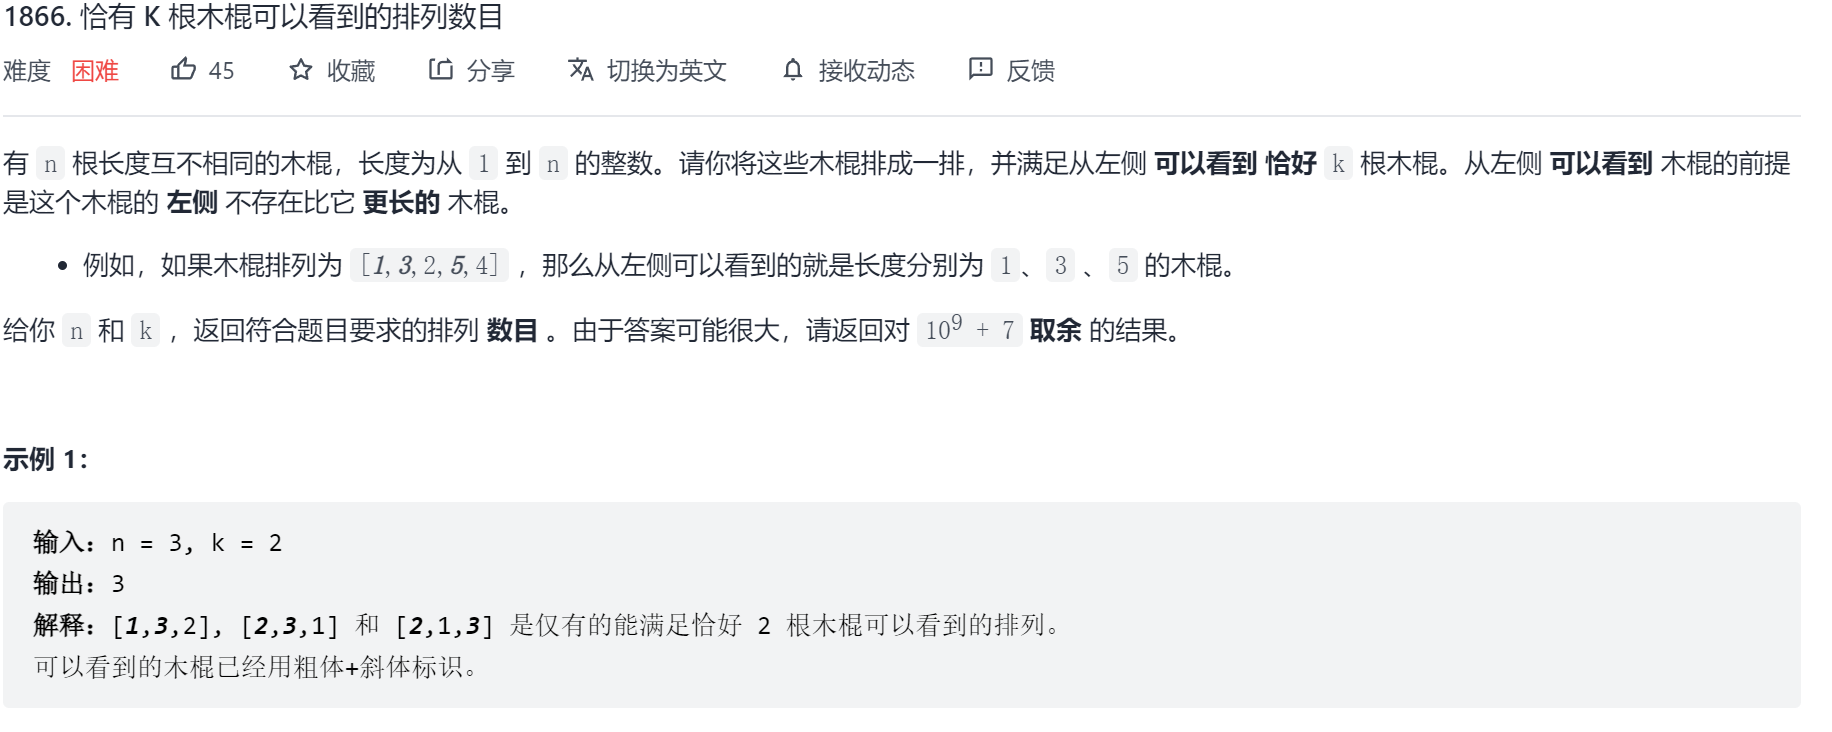 1866. 恰有 K 根木棍可以看到的排列数目
难度 困难 45 收藏 分享 切换为英文 接收动态 反馈
有 n 根长度互不相同的木棍，长度为从 1 到 n 的整数。请你将这些木棍排成一排，并满足从左侧 可以看到 恰好 k 根木棍。从左侧 可以看到 木棍的前提
是这个木棍的 左侧 不存在比它 更长的 木棍。
• 例如，如果木棍排列为 [1,3,2,5,4] ，那么从左侧可以看到的就是长度分别为 1、3 、5 的木棍。
给你 n 和 k ，返回符合题目要求的排列 数目 。由于答案可能很大，请返回对 10⁹ + 7 取余 的结果。
示例 1：
输入：n = 3, k = 2
输出：3
解释：[1,3,2], [2,3,1] 和 [2,1,3] 是仅有的能满足恰好 2 根木棍可以看到的排列。
可以看到的木棍已经用粗体+斜体标识。